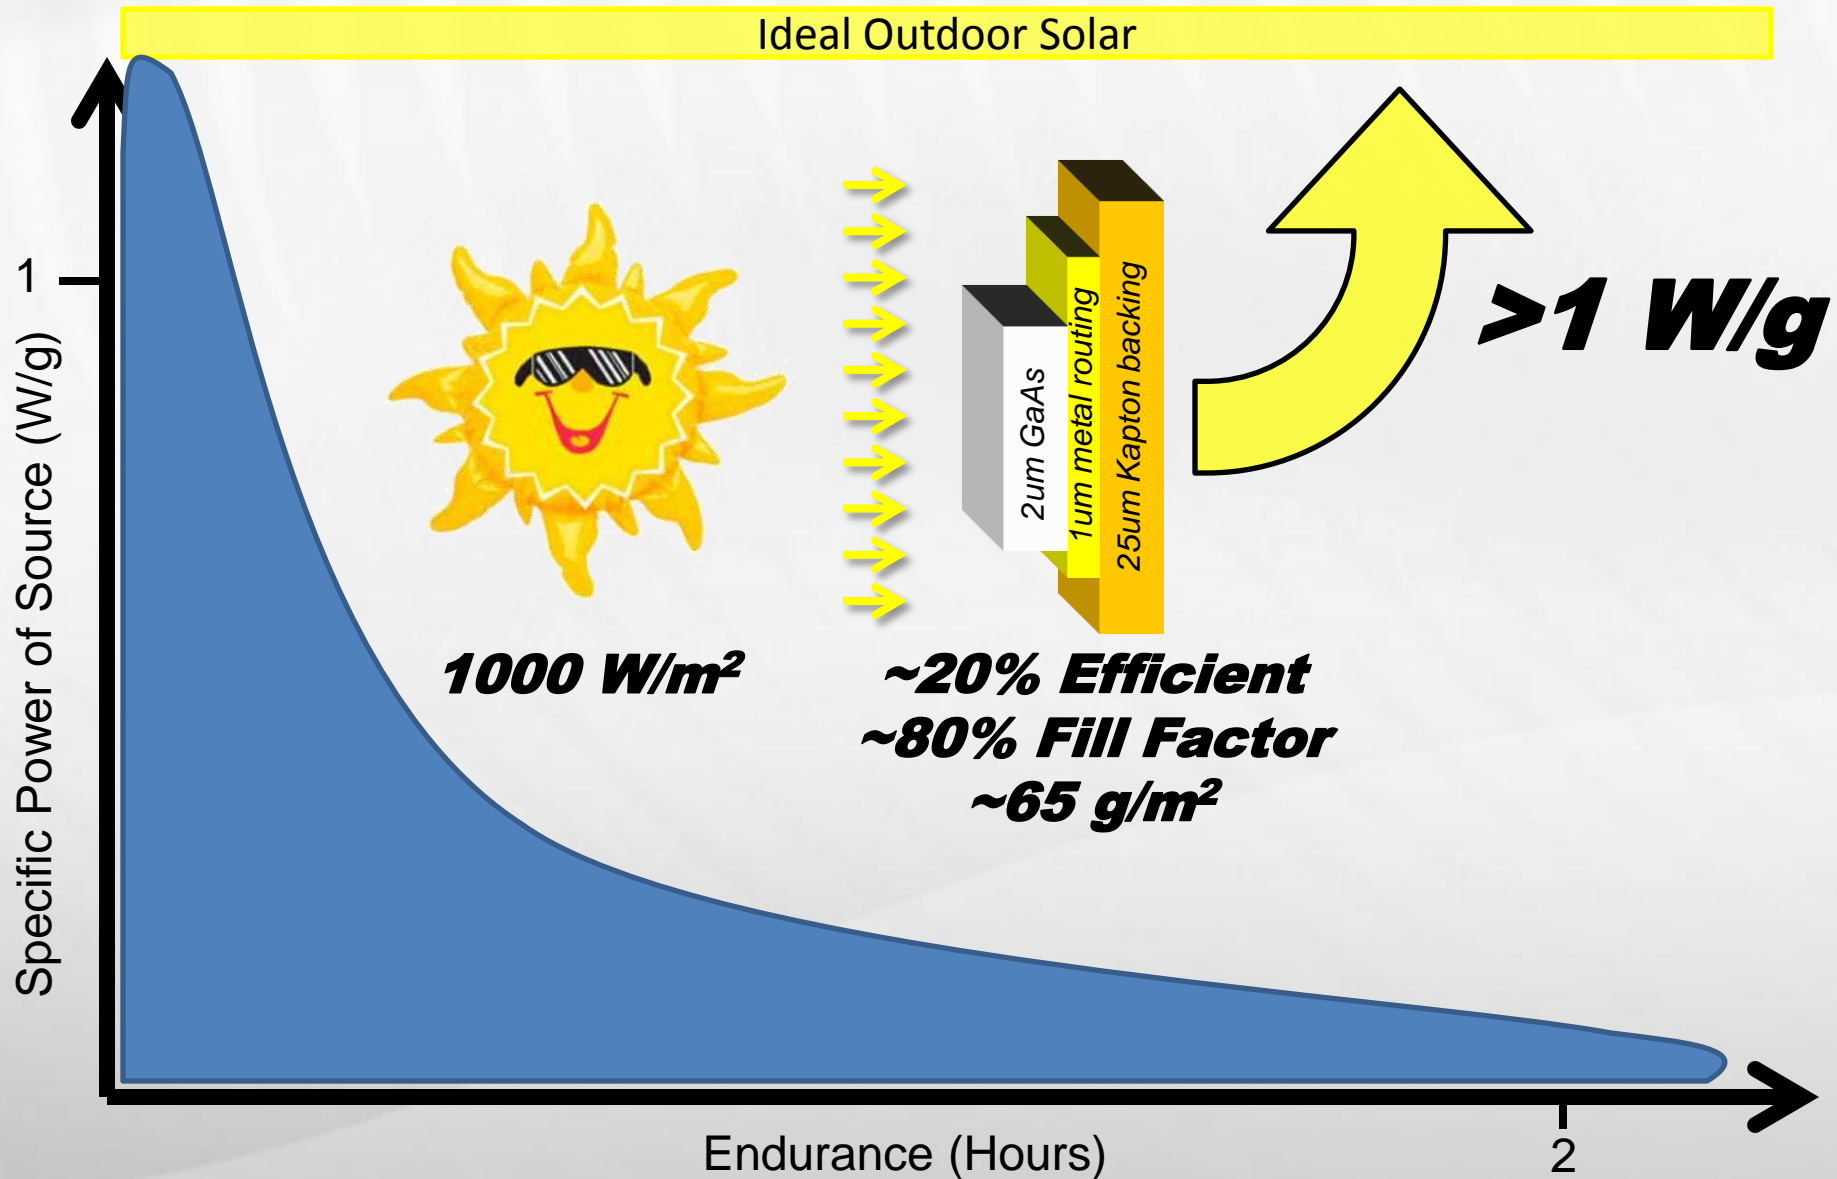 Ideal Outdoor Solar
1
Specific Power of Source (W/g)
2um GaAs
1um metal routing
25um Kapton backing
>1 W/g
1000 W/m²
~20% Efficient
~80% Fill Factor
~65 g/m²
Endurance (Hours)
2